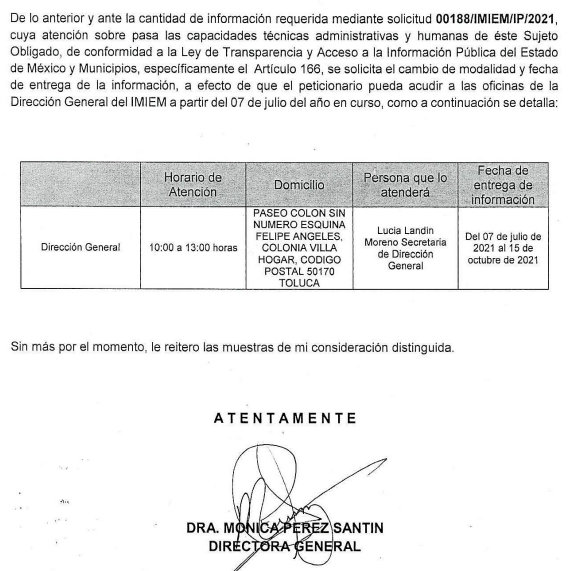 De lo anterior y ante la cantidad de información requerida mediante solicitud 00188/IMIEM/IP/2021,
cuya atención sobre pasa las capacidades técnicas administrativas y humanas de éste Sujeto
Obligado, de conformidad a la Ley de Transparencia y Acceso a la Información Pública del Estado
de México y Municipios, específicamente el Artículo 166, se solicita el cambio de modalidad y fecha
de entrega de la información, a efecto de que el peticionario pueda acudir a las oficinas de la
Dirección General del IMIEM a partir del 07 de julio del año en curso, como a continuación se detalla:
Horario de
Atención
Domicilio
Persona que lo
atenderá
Fecha de
entrega de
información
Dirección General
10:00 a 13:00 horas
PASEO COLON SIN
NUMERO ESQUINA
FELIPE ANGELES,
COLONIA VILLA
HOGAR, CODIGO
POSTAL 50170
TOLUCA
Lucia Landin
Moreno Secretaria
de Dirección
General
Del 07 de julio de
2021 al 15 de
octubre de 2021
Sin más por el momento, le reitero las muestras de mi consideración distinguida.
A T E N T A M E N T E
DRA. MONICA PEREZ SANTIN
DIRECTORA GENERAL